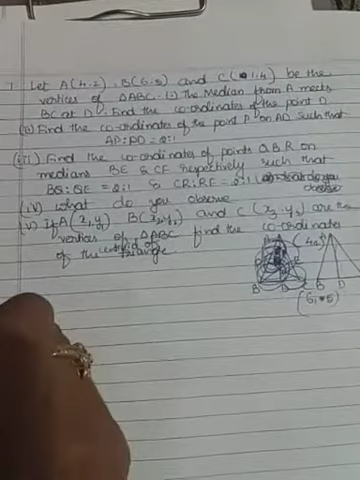 1. Let A(4,2), B(6,5) and C(1,4) be the
vertices of ΔABC. (i) The Median from A meets
BC at D. Find the co-ordinates of the point D
(ii) Find the co-ordinates of the point P on AD such that
AP:PD = 2:1
(iii) Find the co-ordinates of points Q & R on
medians BE & CF respectively such that
BQ:QE = 2:1 & CR:RF = 2:1
(iv) what do you observe
(v) If A(x1,y1) B(x2,y2) and C(x3,y3) are the
vertices of ΔABC find the co-ordinates
of the centroid of triangle
A
B D C B D
(6,5)